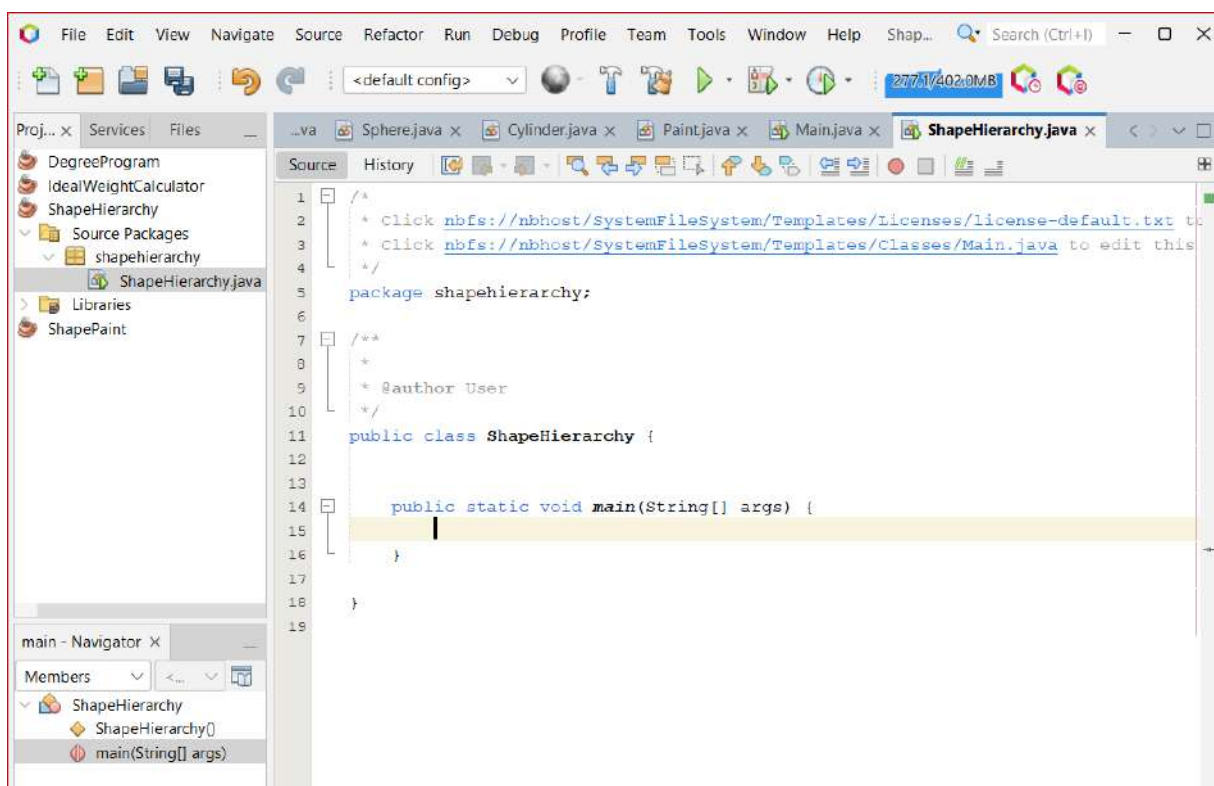 File Edit View Navigate Source Refactor Run Debug Profile Team Tools Window Help Shap... Search (Ctrl+I)
<default config> 277.1/402.0MB
Proj... Services Files
...va Sphere.java Cylinder.java Paint.java Main.java ShapeHierarchy.java
DegreeProgram
IdealWeightCalculator
ShapeHierarchy
Source Packages
shapehierarchy
ShapeHierarchy.java
Libraries
ShapePaint
Source History
1 /*
2 * Click nbfs://nbhost/SystemFileSystem/Templates/Licenses/license-default.txt to
3 * Click nbfs://nbhost/SystemFileSystem/Templates/Classes/Main.java to edit this
4 */
5 package shapehierarchy;
6
7 /**
8 *
9 * @author User
10 */
11 public class ShapeHierarchy {
12
13
14 public static void main(String[] args) {
15
16 }
17
18 }
19
main - Navigator
Members <...
ShapeHierarchy
ShapeHierarchy()
main(String[] args)